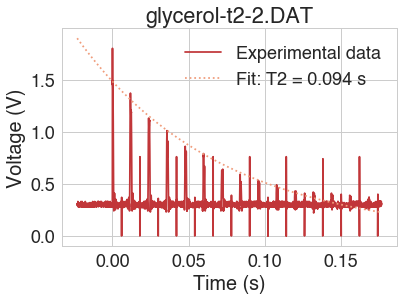 glycerol-t2-2.DAT
Experimental data
Fit: T2 = 0.094 s
Voltage (V)
1.5
1.0
0.5
0.0
0.00 0.05 0.10 0.15
Time (s)